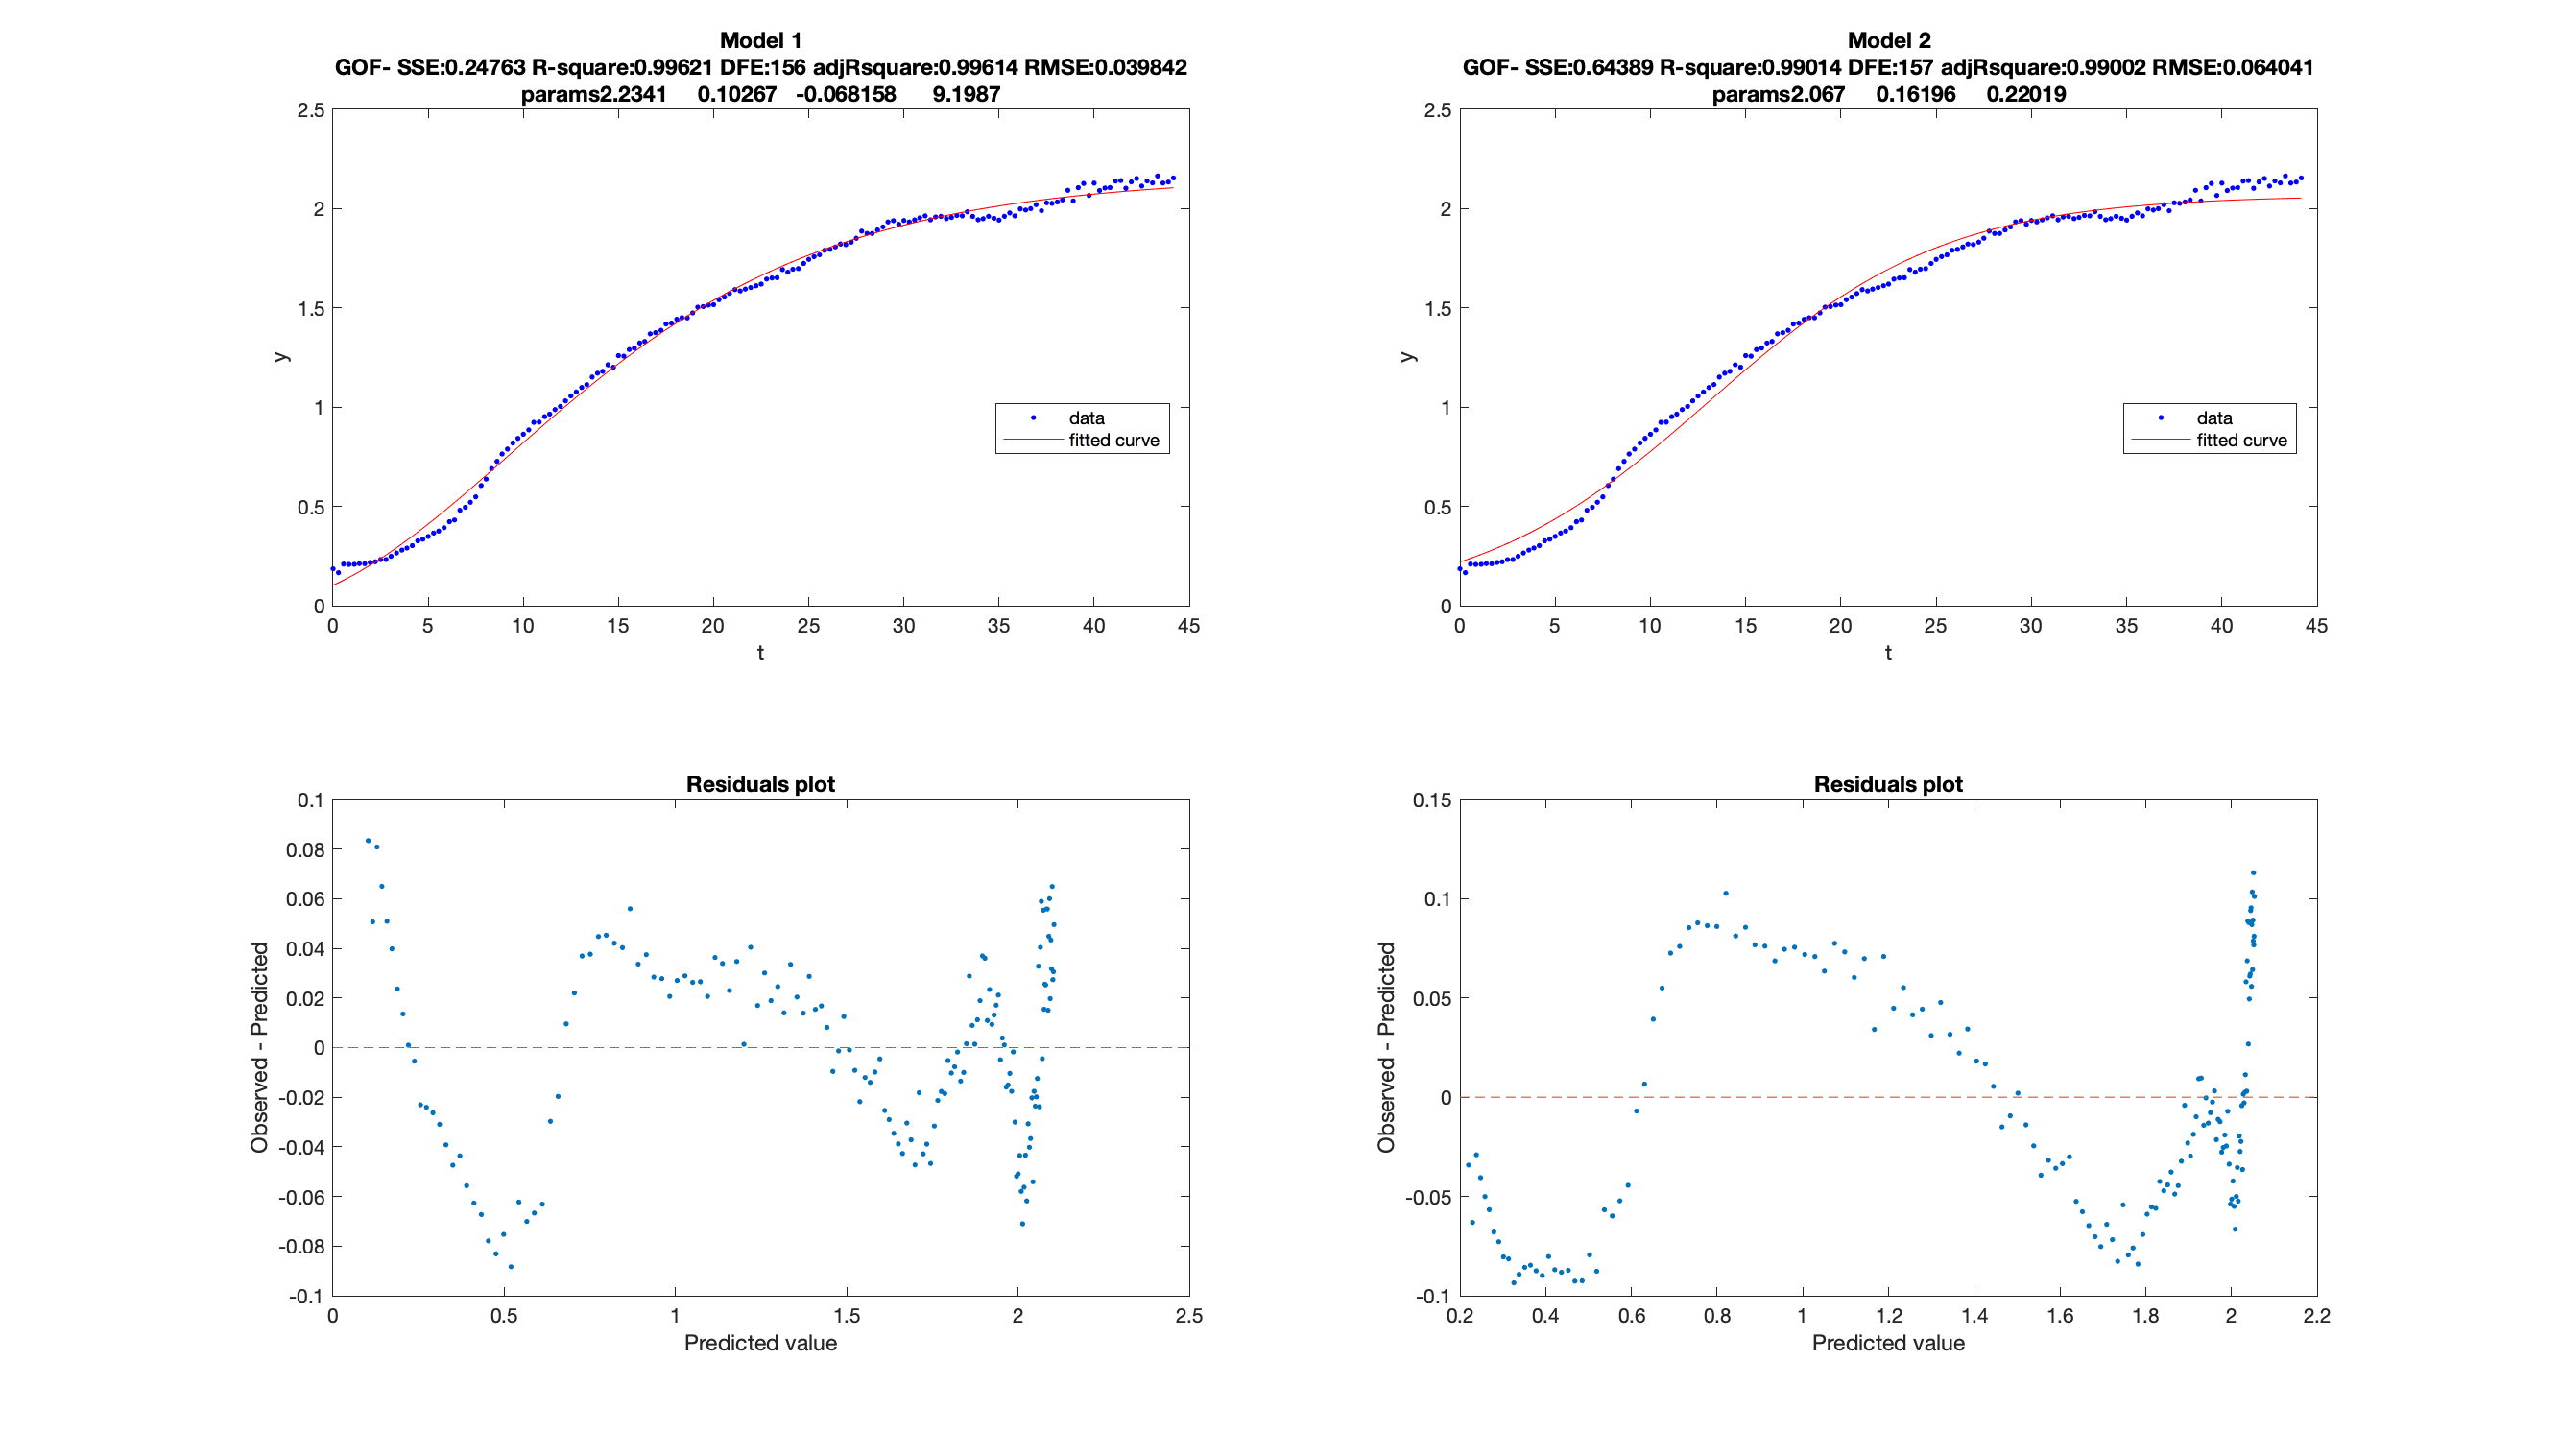 Model 1
GOF- SSE:0.24763 R-square:0.99621 DFE:156 adjRsquare:0.99614 RMSE:0.039842
params2.2341 0.10267 -0.068158 9.1987
2.5
2
1.5
1
0.5
0
y
0 5 10 15 20 25 30 35 40 45
t
data
fitted curve
Model 2
GOF- SSE:0.64389 R-square:0.99014 DFE:157 adjRsquare:0.99002 RMSE:0.064041
params2.067 0.16196 0.22019
2.5
2
1.5
1
0.5
0
y
0 5 10 15 20 25 30 35 40 45
t
data
fitted curve
Residuals plot
0.1
0.08
0.06
0.04
0.02
0
-0.02
-0.04
-0.06
-0.08
-0.1
Observed - Predicted
0 0.5 1 1.5 2 2.5
Predicted value
Residuals plot
0.15
0.1
0.05
0
-0.05
-0.1
Observed - Predicted
0.2 0.4 0.6 0.8 1 1.2 1.4 1.6 1.8 2 2.2
Predicted value